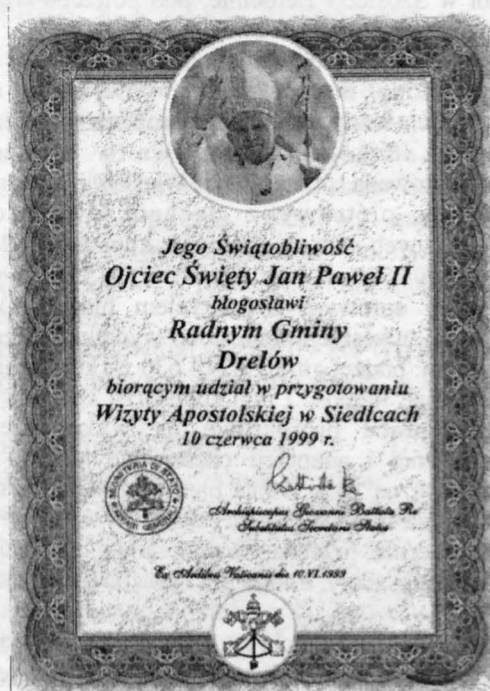 Jego Świątobliwość
Ojciec Święty Jan Paweł II
błogosławi
Radnym Gminy
Drelów
biorącym udział w przygotowaniu
Wizyty Apostolskiej w Siedlcach
10 czerwca 1999 r.
Archiepiscopus Giovanni Battista Re
Substitutus Secretarii Status
Ex Aedibus Vaticanis die 10.VI.1999